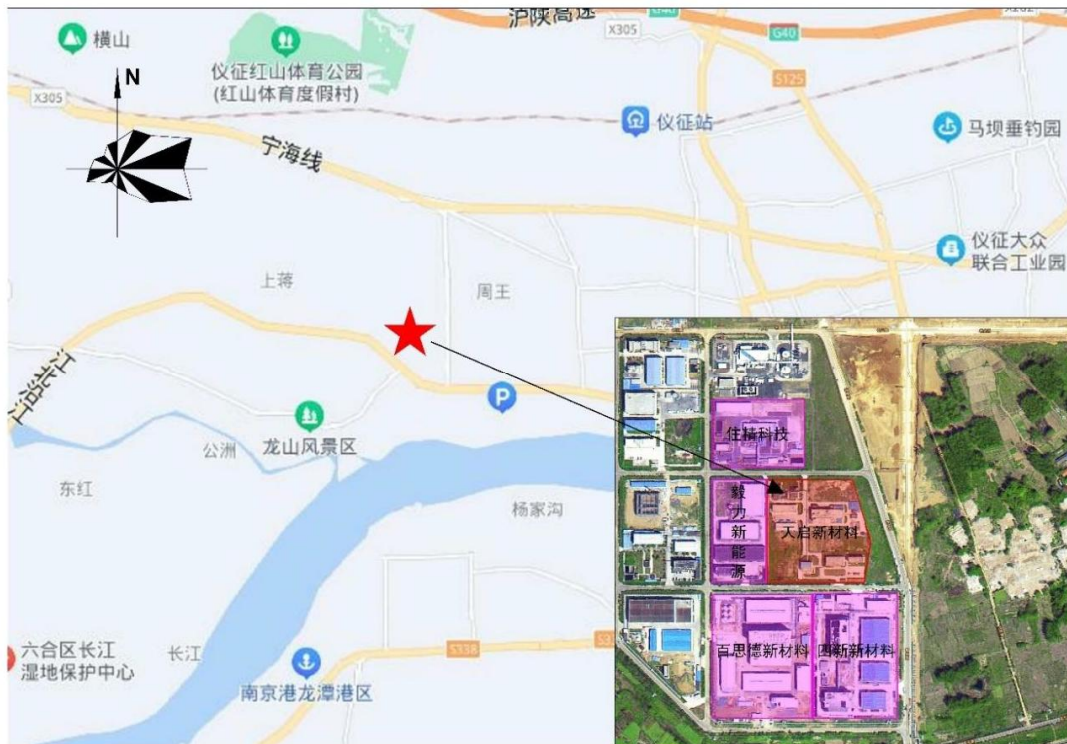 沪陕高速
G40
X305
X202
G40
横山
仪征红山体育公园
(红山体育度假村)
S125
N
X305
仪征站
马坝垂钓园
宁海线
仪征大众
联合工业园
上蒋
周王
江北沿江
P
龙山风景区
公洲
东红
杨家沟
住精科技
毅力新能源
天启新材料
百思德新材料
四新新材料
六合区长江
湿地保护中心
长江
S338
南京港龙潭港区